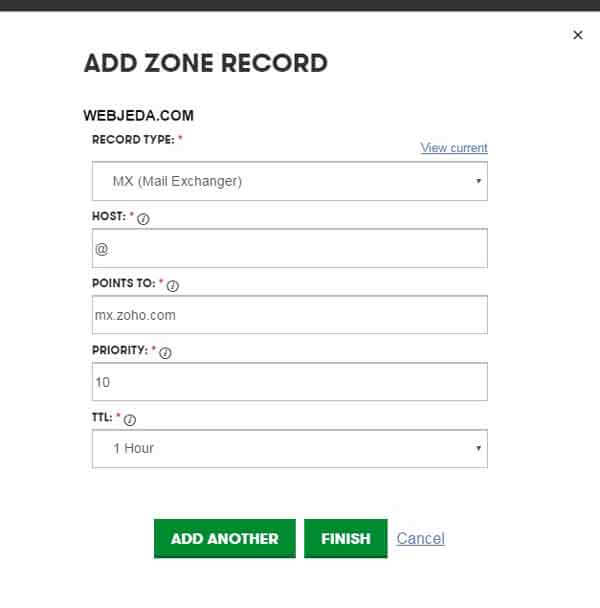 ADD ZONE RECORD
WEBJEDA.COM
RECORD TYPE: *
View current
MX (Mail Exchanger)
HOST: * i
@
POINTS TO: * i
mx.zoho.com
PRIORITY: * i
10
TTL: * i
1 Hour
ADD ANOTHER FINISH Cancel